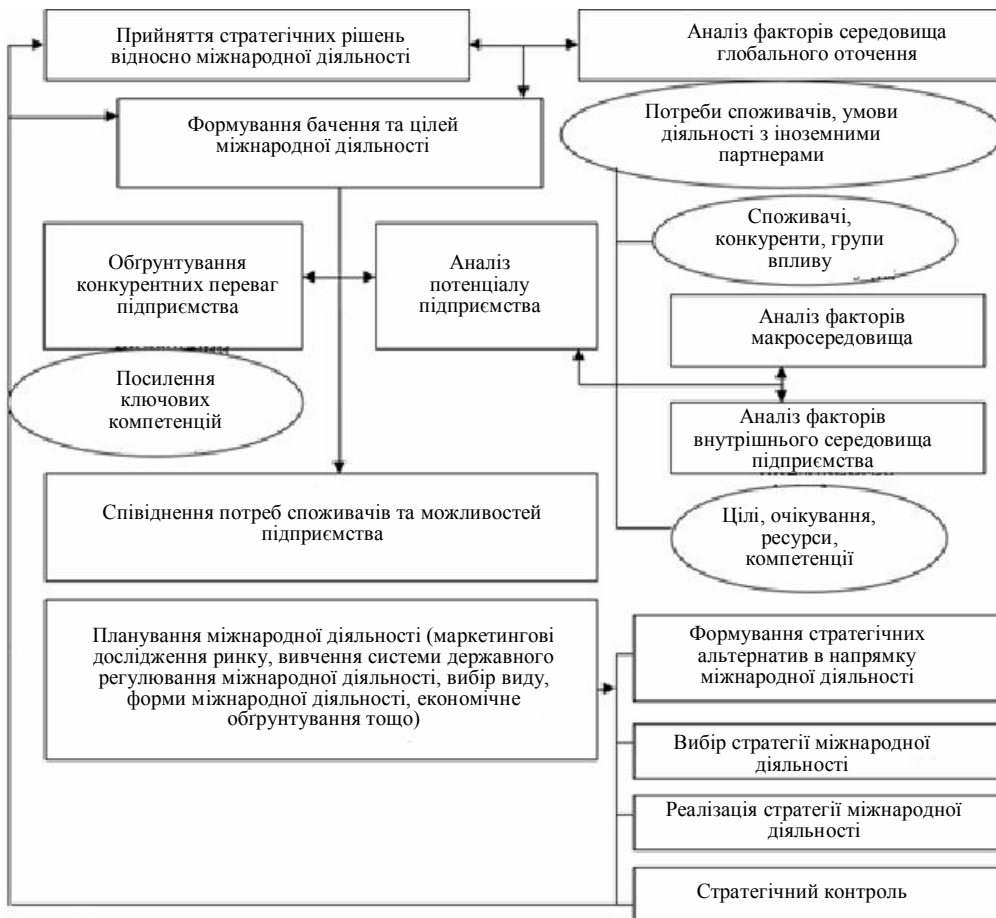 Прийняття стратегічних рішень
відносно міжнародної діяльності
Аналіз факторів середовища
глобального оточення
Потреби споживачів, умови
діяльності з іноземними
партнерами
Формування бачення та цілей
міжнародної діяльності
Споживачі,
конкуренти, групи
впливу
Обґрунтування
конкурентних переваг
підприємства
Аналіз
потенціалу
підприємства
Аналіз факторів
макросередовища
Посилення
ключових
компетенцій
Аналіз факторів
внутрішнього середовища
підприємства
Співіднення потреб споживачів та можливостей
підприємства
Цілі, очікування,
ресурси,
компетенції
Планування міжнародної діяльності (маркетингові
дослідження ринку, вивчення системи державного
регулювання міжнародної діяльності, вибір виду,
форми міжнародної діяльності, економічне
обґрунтування тощо)
Формування стратегічних
альтернатив в напрямку
міжнародної діяльності
Вибір стратегії міжнародної
діяльності
Реалізація стратегії міжнародної
діяльності
Стратегічний контроль